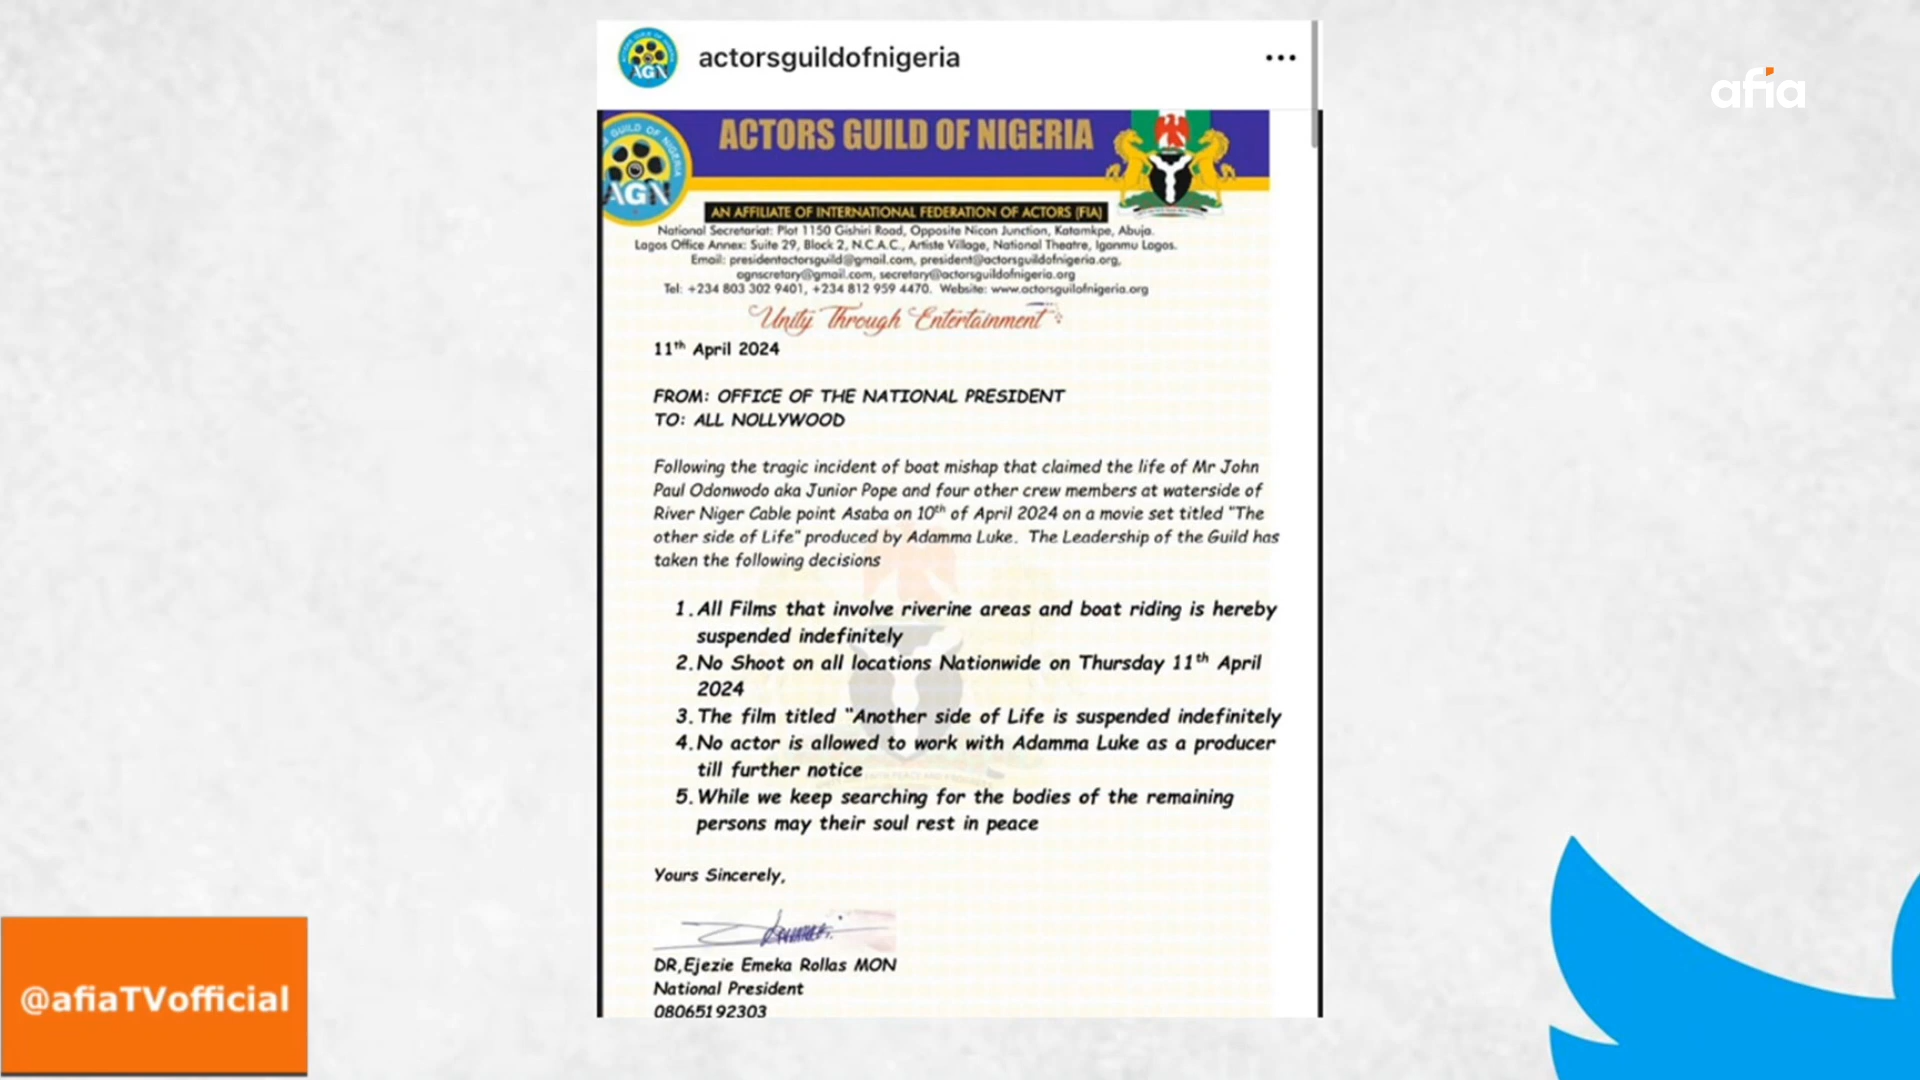 actorsguildofnigeria
afia
ACTORS GUILD OF NIGERIA
GUILD OF NIGERIA
AGN
AN AFFILIATE OF INTERNATIONAL FEDERATION OF ACTORS (FIA)
National Secretariat: Plot 1150 Gishiri Road, Opposite Nicon Junction, Katamkpe, Abuja.
Lagos Office Annex: Suite 29, Block 2, N.C.A.C., Artiste Village, National Theatre, Iganmu Lagos.
Email: presidentactorsguild@gmail.com, president@actorsguildofnigeria.org,
agnscretary@gmail.com, secretary@actorsguildofnigeria.org
Tel: +234 803 302 9401, +234 812 959 4470. Website: www.actorsguilofnigeria.org
Unity Through Entertainment
11th April 2024
FROM: OFFICE OF THE NATIONAL PRESIDENT
TO: ALL NOLLYWOOD
Following the tragic incident of boat mishap that claimed the life of Mr John
Paul Odonwodo aka Junior Pope and four other crew members at waterside of
River Niger Cable point Asaba on 10th of April 2024 on a movie set titled "The
other side of Life" produced by Adamma Luke. The Leadership of the Guild has
taken the following decisions
1. All Films that involve riverine areas and boat riding is hereby
suspended indefinitely
2. No Shoot on all locations Nationwide on Thursday 11th April
2024
3. The film titled "Another side of Life is suspended indefinitely
4. No actor is allowed to work with Adamma Luke as a producer
till further notice
5. While we keep searching for the bodies of the remaining
persons may their soul rest in peace
Yours Sincerely,
DR,Ejezie Emeka Rollas MON
National President
08065192303
@afiaTVofficial